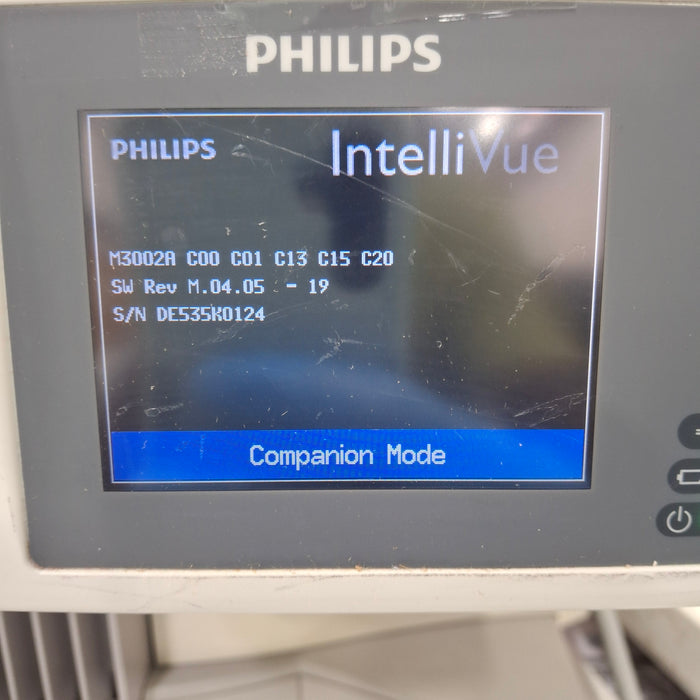 PHILIPS
PHILIPS IntelliVue
M3002A C00 C01 C13 C15 C20
SW Rev M.04.05 - 19
S/N DE535K0124
Companion Mode